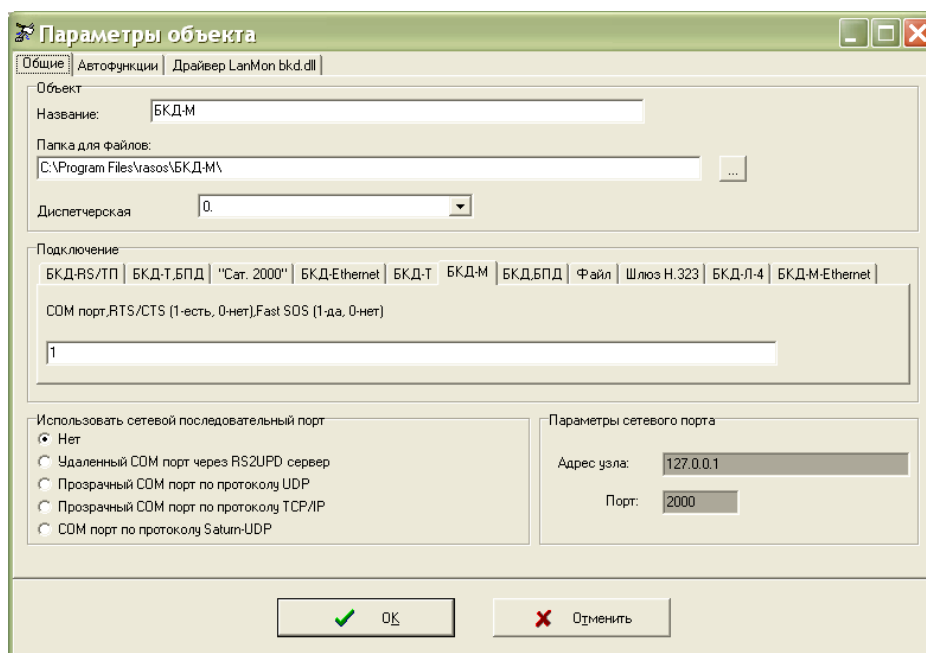 Параметры объекта
Общие Автофункции Драйвер LanMon bkd.dll
Объект
Название: БКД-М
Папка для файлов:
C:\Program Files\rasos\БКД-М\ ...
Диспетчерская 0.
Подключение
БКД-RS/ТП БКД-Т,БПД "Сат. 2000" БКД-Ethernet БКД-Т БКД-М БКД,БПД Файл Шлюз H.323 БКД-Л-4 БКД-М-Ethernet
COM порт,RTS/CTS (1-есть, 0-нет),Fast SOS (1-да, 0-нет)
1
Использовать сетевой последовательный порт
Нет
Удаленный COM порт через RS2UPD сервер
Прозрачный COM порт по протоколу UDP
Прозрачный COM порт по протоколу TCP/IP
COM порт по протоколу Saturn-UDP
Параметры сетевого порта
Адрес узла: 127.0.0.1
Порт: 2000
OK Отменить